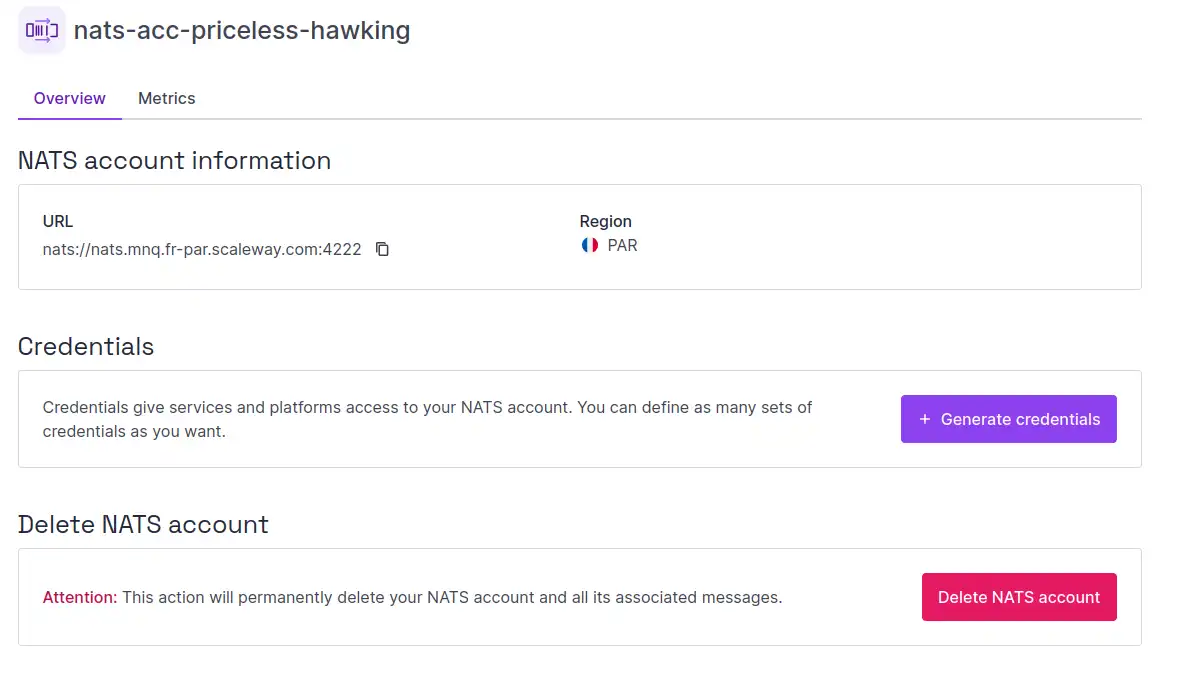 nats-acc-priceless-hawking
Overview Metrics
NATS account information
URL
nats://nats.mnq.fr-par.scaleway.com:4222
Region
PAR
Credentials
Credentials give services and platforms access to your NATS account. You can define as many sets of
credentials as you want.
+ Generate credentials
Delete NATS account
Attention: This action will permanently delete your NATS account and all its associated messages.
Delete NATS account